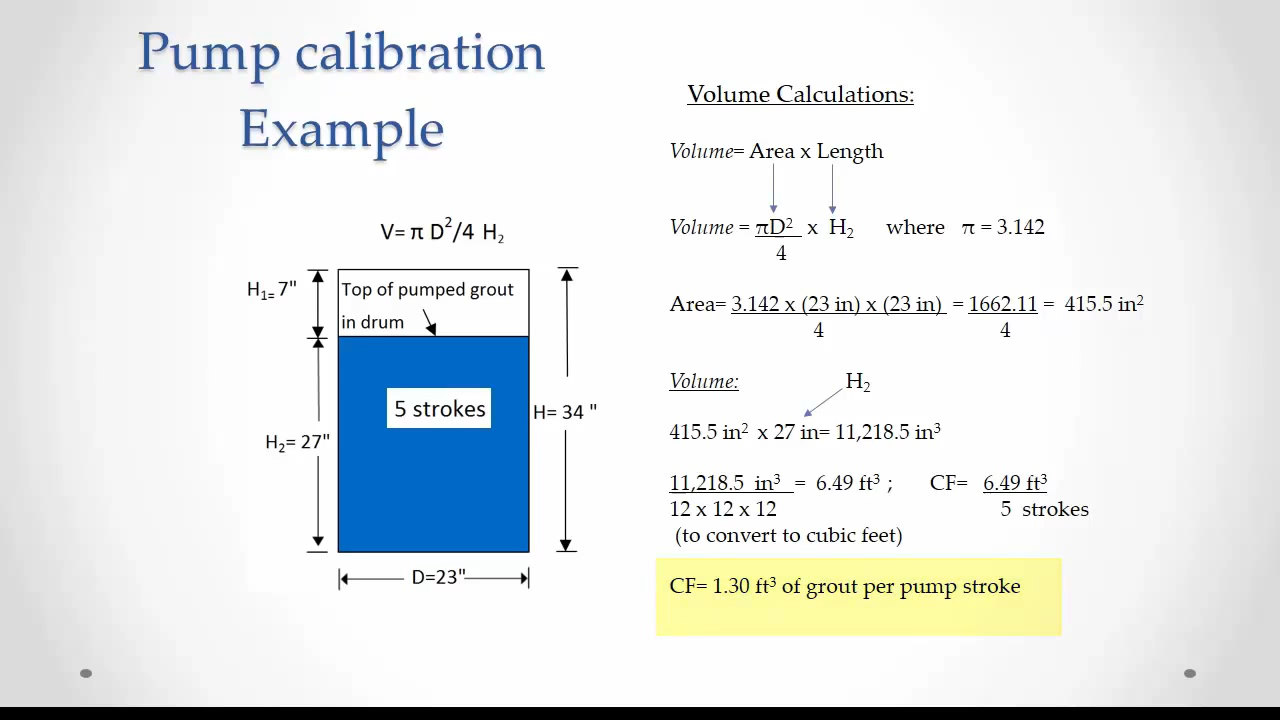 Pump calibration
Example
V= π D²/4 H₂
H₁₌ 7"
Top of pumped grout
in drum
5 strokes
H= 34 "
H₂= 27"
D=23"
Volume Calculations:
Volume= Area x Length
Volume = πD² x H₂ where π = 3.142
4
Area= 3.142 x (23 in) x (23 in) = 1662.11 = 415.5 in²
4 4
Volume: H₂
415.5 in² x 27 in= 11,218.5 in³
11,218.5 in³ = 6.49 ft³ ; CF= 6.49 ft³
12 x 12 x 12 5 strokes
(to convert to cubic feet)
CF= 1.30 ft³ of grout per pump stroke